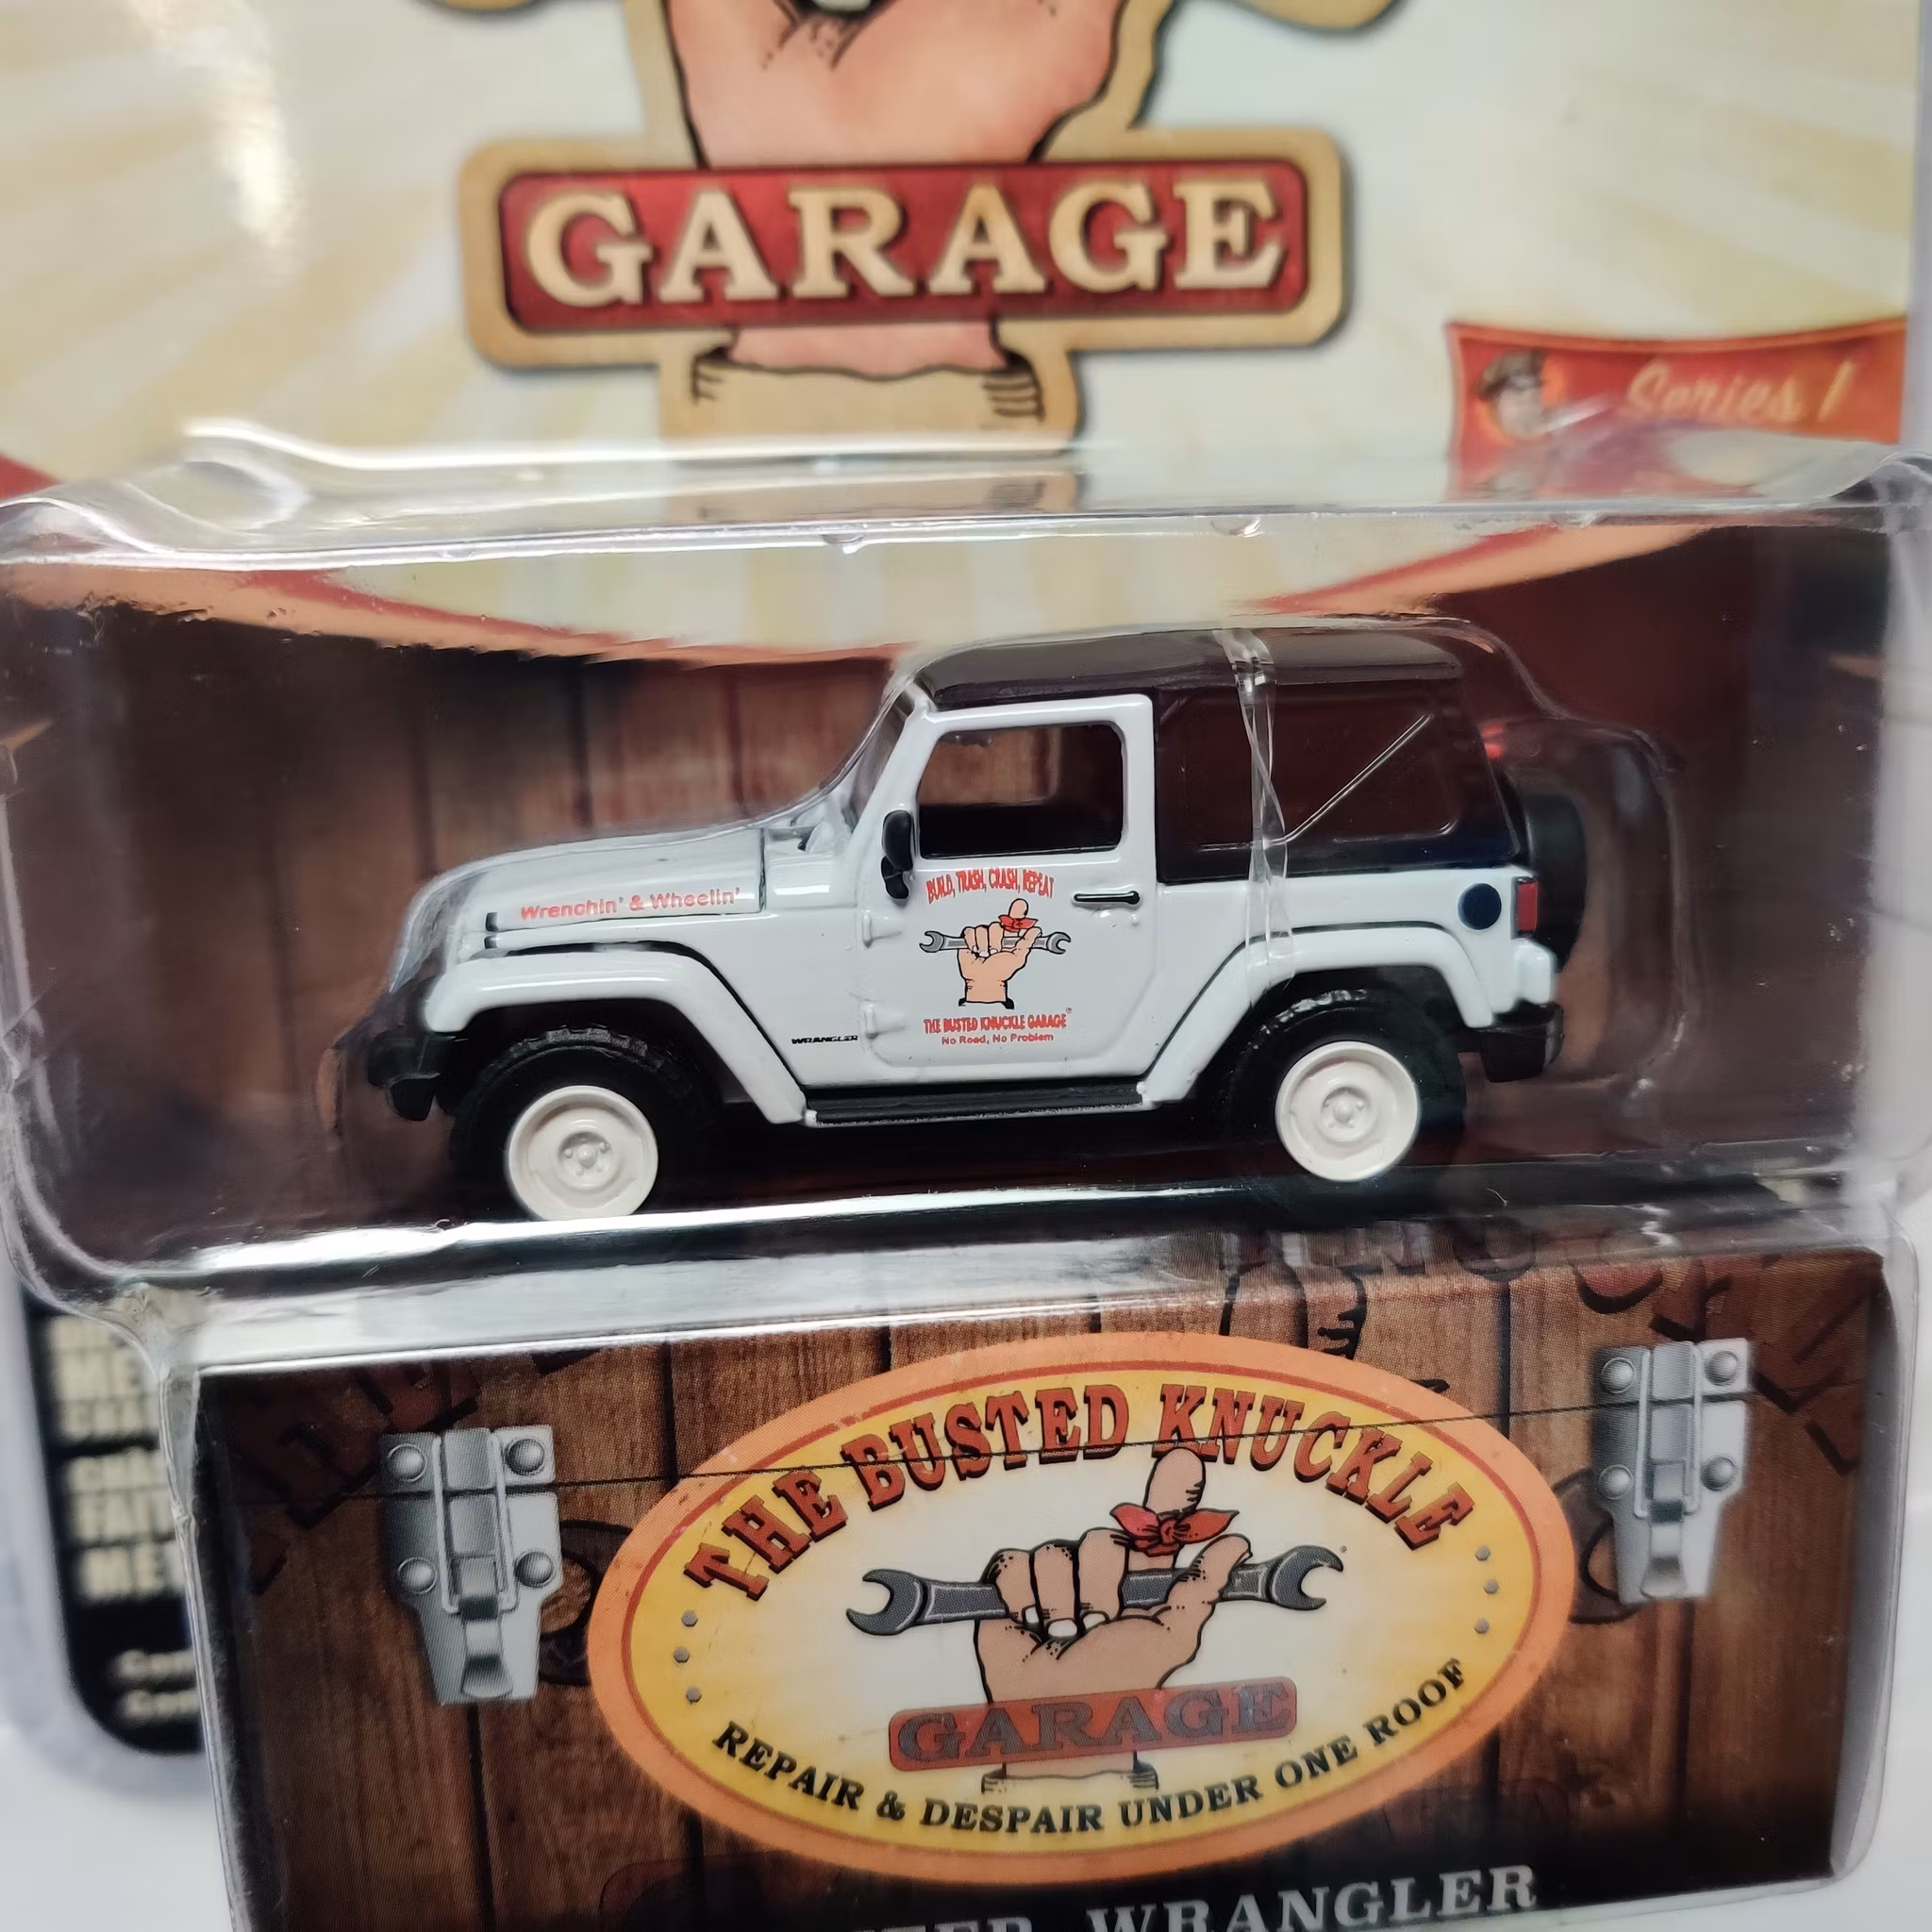 GARAGE
Series 1
Wrenchin' & Wheelin'
BUILD, TRASH, CRASH, REPEAT
THE BUSTED KNUCKLE GARAGE®
No Road, No Problem
WRANGLER
THE BUSTED KNUCKLE
GARAGE
REPAIR & DESPAIR UNDER ONE ROOF
WRANGLER